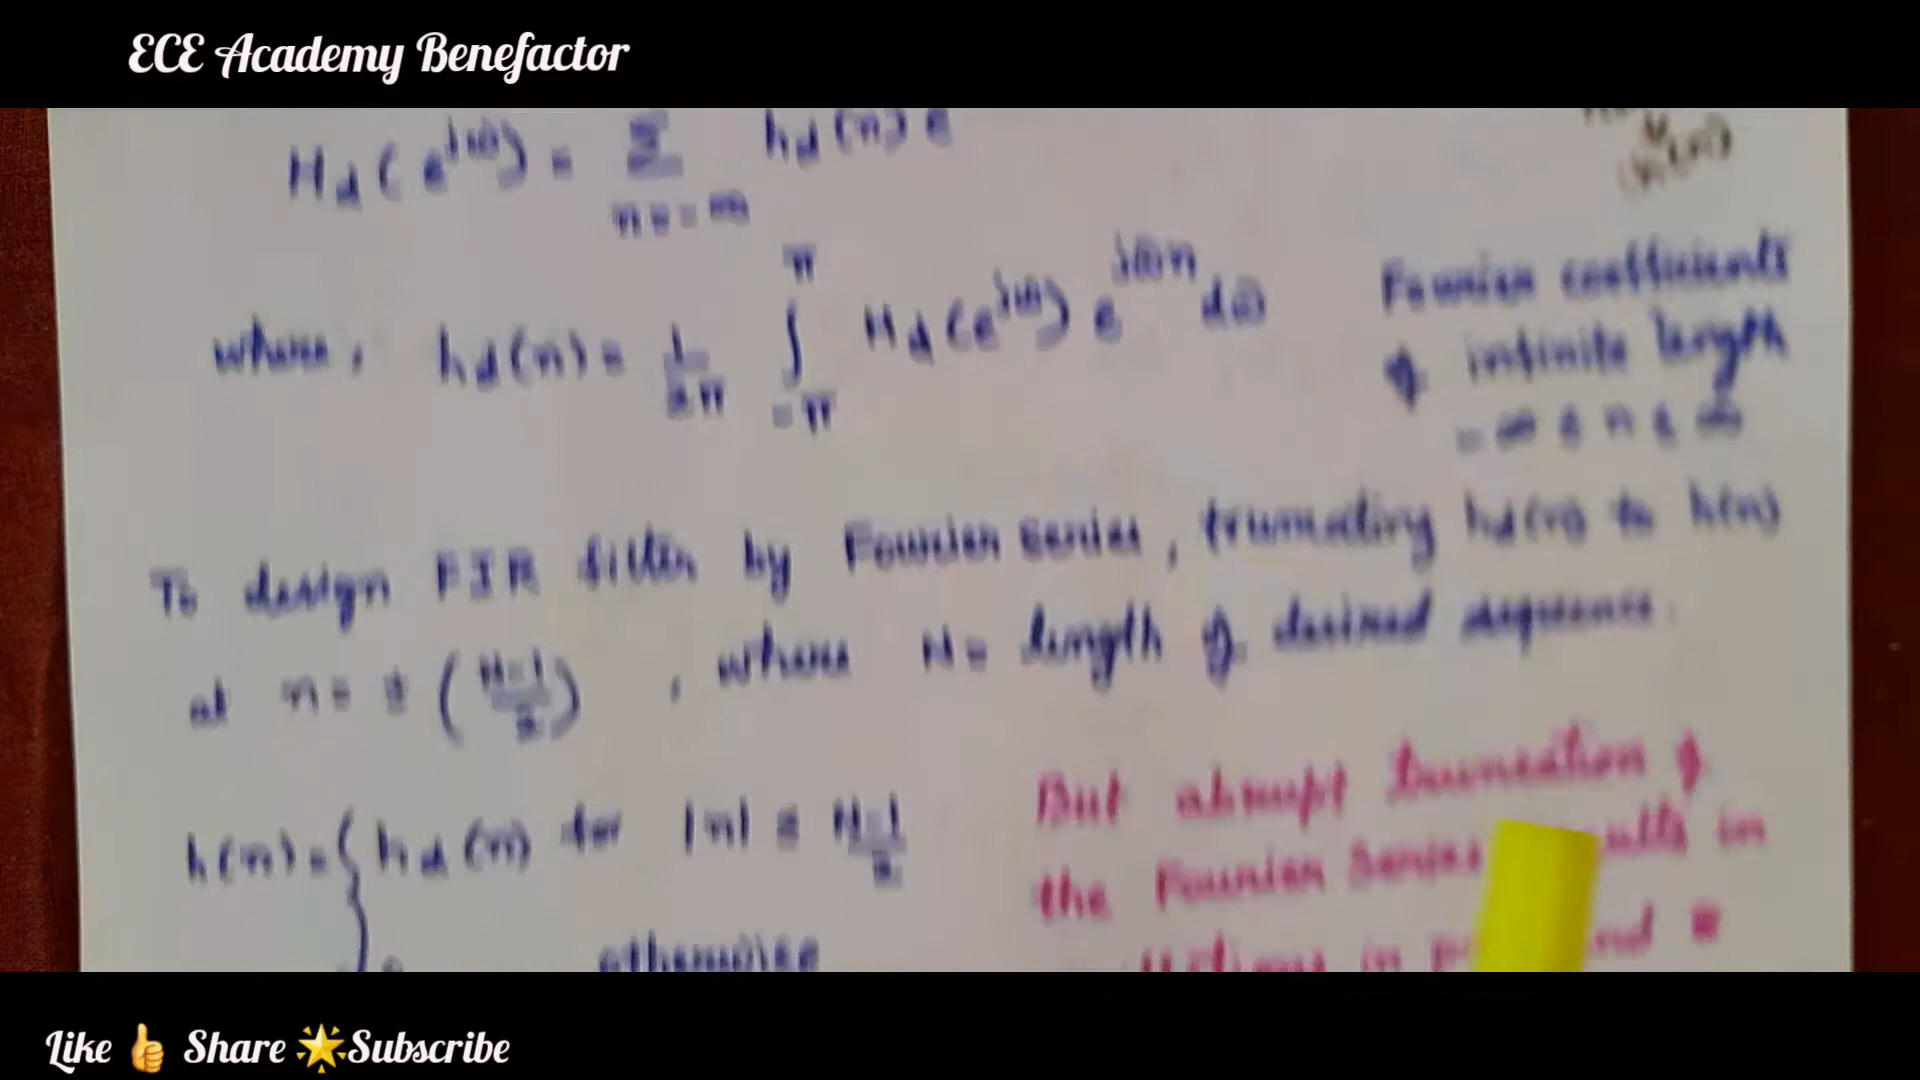 ECE Academy Benefactor
Hd(e^jω) = Σ hd(n) e
n=-∞
where, hd(n) = 1/2π ∫ Hd(e^jω) e^jωn dω
π
-π
Fourier coefficients
of infinite length
-∞ ≤ n ≤ ∞
To design FIR filter by Fourier series, truncating hd(n) to h(n)
at n = ± (N-1/2), where N= length of desired sequence.
h(n)={ hd(n) for |n| ≤ N-1/2
otherwise
But abrupt truncation of
the Fourier series in
in
Like 👍 Share 🌟Subscribe